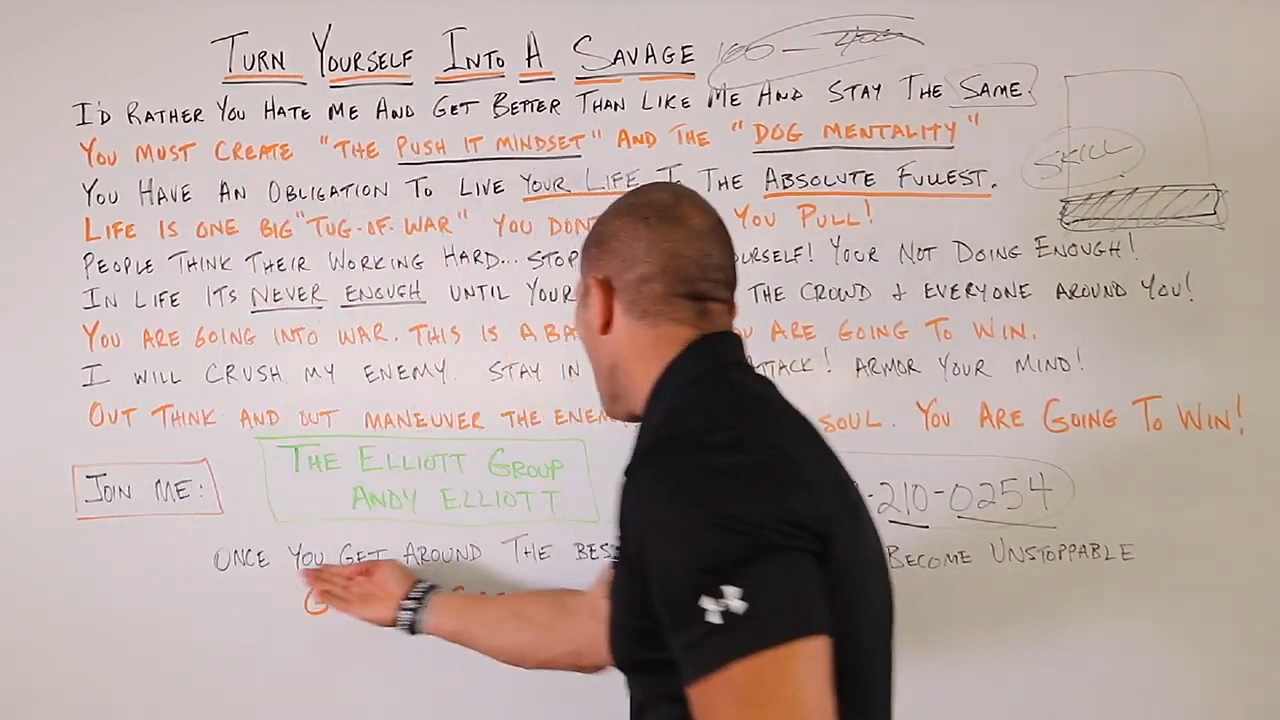 TURN YOURSELF INTO A SAVAGE
100 - 400
I'D RATHER YOU HATE ME AND GET BETTER THAN LIKE ME AND STAY THE SAME.
YOU MUST CREATE "THE PUSH IT MINDSET" AND THE "DOG MENTALITY"
SKILL
YOU HAVE AN OBLIGATION TO LIVE YOUR LIFE TO THE ABSOLUTE FULLEST.
LIFE IS ONE BIG "TUG-OF-WAR" YOU DONT YOU PULL!
PEOPLE THINK THEIR WORKING HARD... STOP URSELF! YOUR NOT DOING ENOUGH!
IN LIFE ITS NEVER ENOUGH UNTIL YOUR THE CROWD & EVERYONE AROUND YOU!
YOU ARE GOING INTO WAR. THIS IS A BA U ARE GOING TO WIN.
I WILL CRUSH MY ENEMY. STAY IN TTACK! ARMOR YOUR MIND!
OUT THINK AND OUT MANEUVER THE ENEM SOUL. YOU ARE GOING TO WIN!
JOIN ME:
THE ELLIOTT GROUP
ANDY ELLIOTT
-210-0254
ONCE YOU GET AROUND THE BES BECOME UNSTOPPABLE